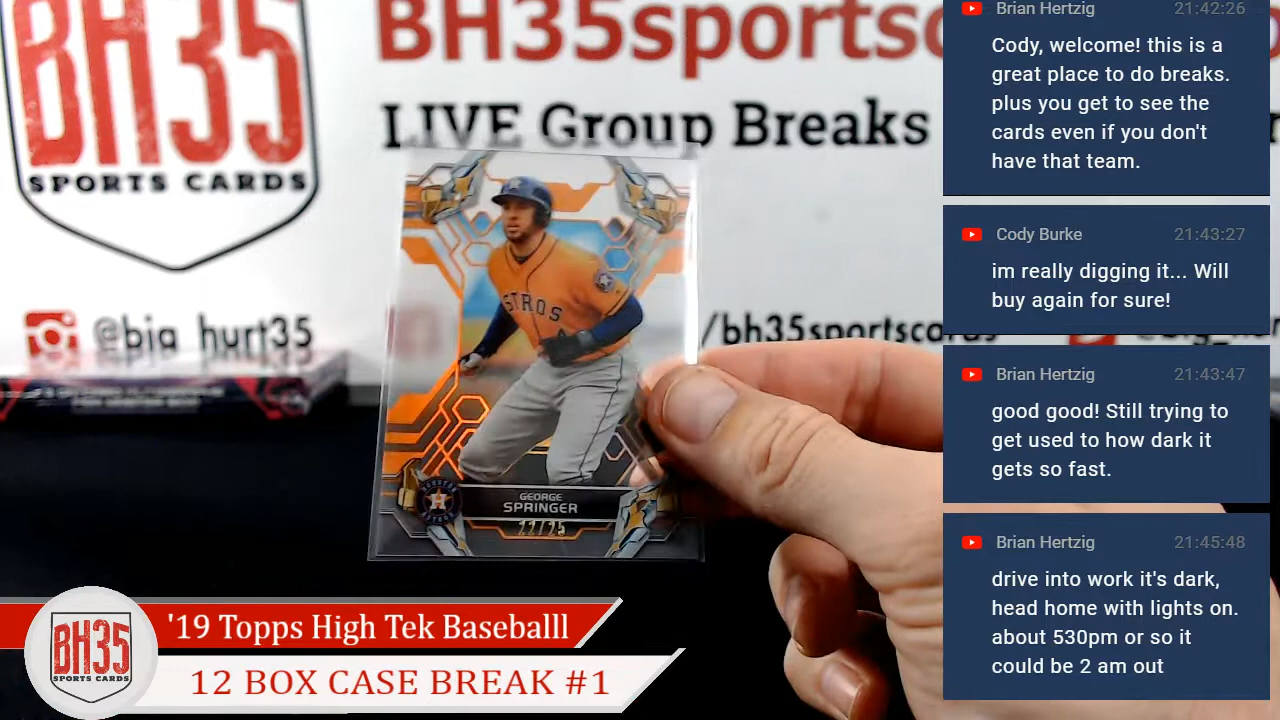 BH35
SPORTS CARDS
BH35sportsc
LIVE Group Breaks
@big_hurt35
/bh35sportscards
ASTROS
GEORGE
SPRINGER
22/25
BH35
SPORTS CARDS
'19 Topps High Tek Baseballl
12 BOX CASE BREAK #1
Brian Hertzig 21:42:26
Cody, welcome! this is a
great place to do breaks.
plus you get to see the
cards even if you don't
have that team.
Cody Burke 21:43:27
im really digging it... Will
buy again for sure!
Brian Hertzig 21:43:47
good good! Still trying to
get used to how dark it
gets so fast.
Brian Hertzig 21:45:48
drive into work it's dark,
head home with lights on.
about 530pm or so it
could be 2 am out